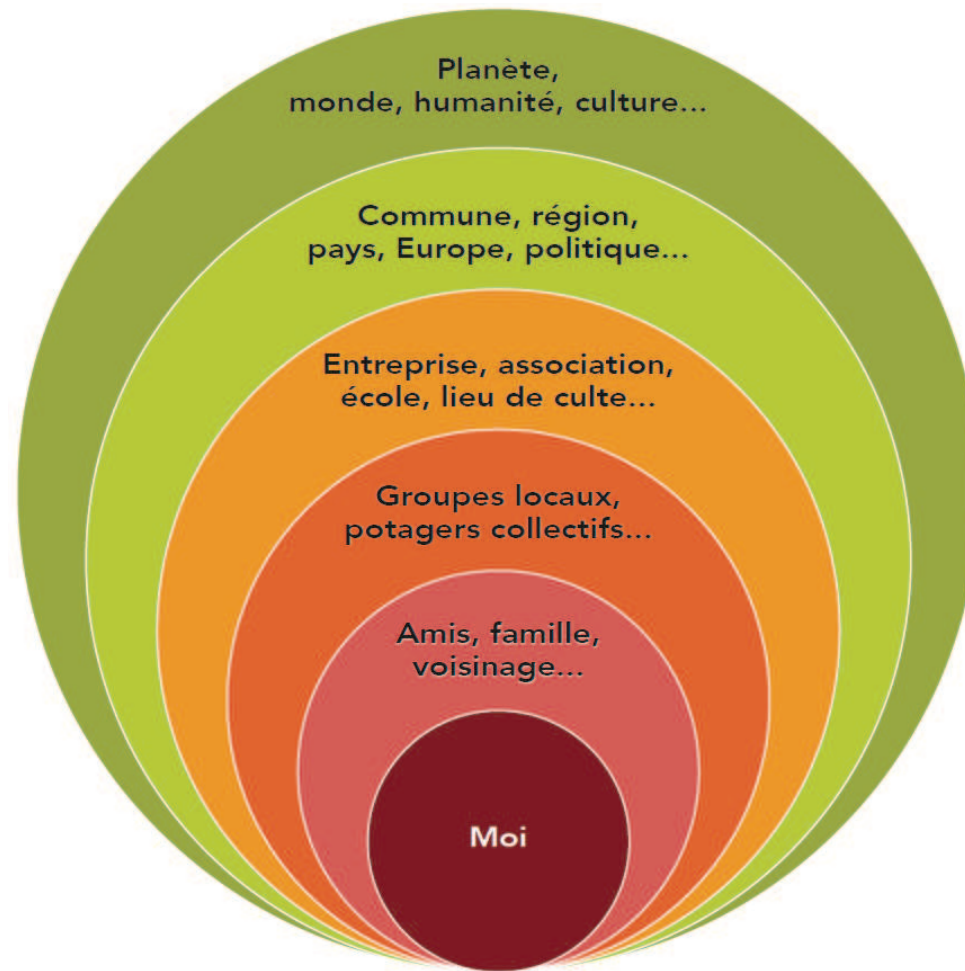 Planète,
monde, humanité, culture...
Commune, région,
pays, Europe, politique...
Entreprise, association,
école, lieu de culte...
Groupes locaux,
potagers collectifs...
Amis, famille,
voisinage...
Moi